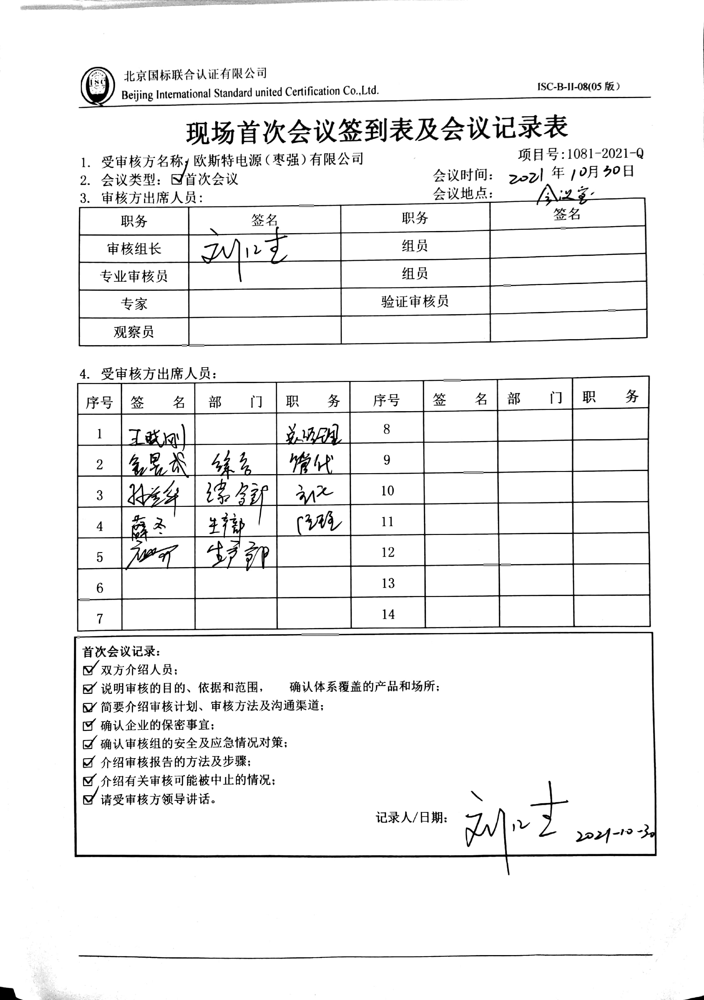 ISC
北京国标联合认证有限公司
Beijing International Standard united Certification Co.,Ltd.
ISC-B-II-08(05 版)
现场首次会议签到表及会议记录表
项目号:1081-2021-Q
1. 受审核方名称: 欧斯特电源(枣强)有限公司
2. 会议类型: ☑首次会议 会议时间: 2021 年 10月 30日
3. 审核方出席人员: 会议地点: 会议室
职务 签名 职务 签名
审核组长 组员
专业审核员 组员
专家 验证审核员
观察员
4. 受审核方出席人员:
序号 签 名 部 门 职 务 序号 签 名 部 门 职 务
1 王晓刚 总经理 8
2 综合 管代 9
3 孙兰华 综合部 10
4 薛冬 生产部 经理 11
5 生产部 12
6 13
7 14
首次会议记录:
☑ 双方介绍人员;
☑ 说明审核的目的、依据和范围, 确认体系覆盖的产品和场所;
☑ 简要介绍审核计划、审核方法及沟通渠道;
☑ 确认企业的保密事宜;
☑ 确认审核组的安全及应急情况对策;
☑ 介绍审核报告的方法及步骤;
☑ 介绍有关审核可能被中止的情况;
☑ 请受审核方领导讲话。
记录人/日期: 2021-10-30